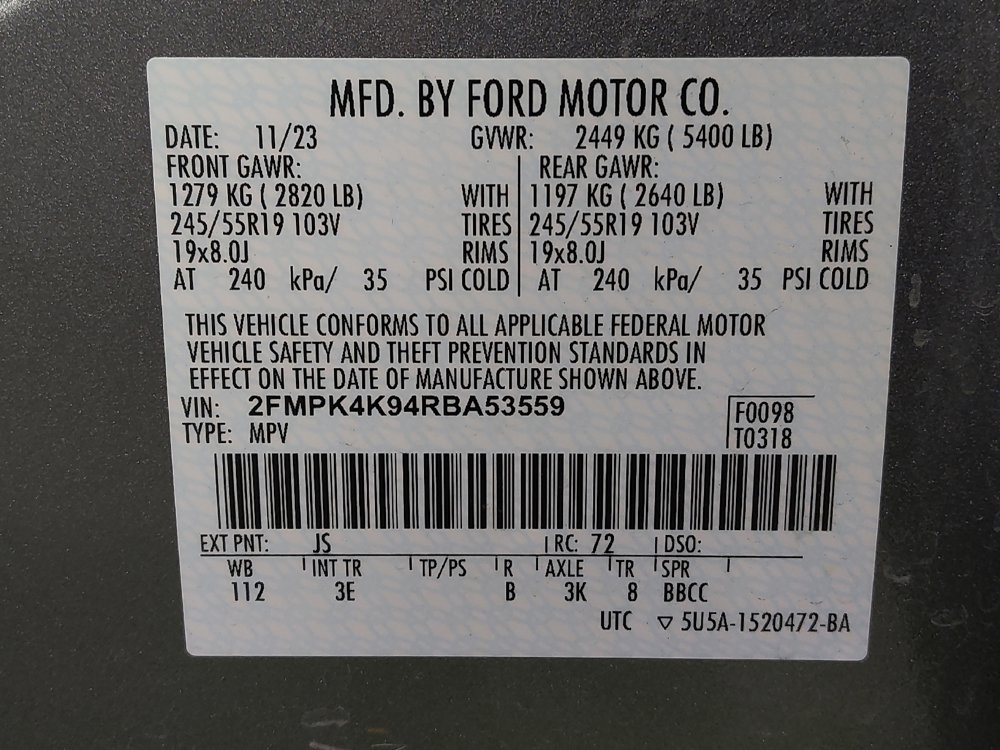 MFD. BY FORD MOTOR CO.
DATE: 11/23 GVWR: 2449 KG ( 5400 LB)
FRONT GAWR: REAR GAWR:
1279 KG ( 2820 LB) WITH 1197 KG ( 2640 LB) WITH
245/55R19 103V TIRES 245/55R19 103V TIRES
19x8.0J RIMS 19x8.0J RIMS
AT 240 kPa/ 35 PSI COLD AT 240 kPa/ 35 PSI COLD
THIS VEHICLE CONFORMS TO ALL APPLICABLE FEDERAL MOTOR
VEHICLE SAFETY AND THEFT PREVENTION STANDARDS IN
EFFECT ON THE DATE OF MANUFACTURE SHOWN ABOVE.
VIN: 2FMPK4K94RBA53559 F0098
TYPE: MPV T0318
EXT PNT: JS RC: 72 DSO:
WB INT TR TP/PS R AXLE TR SPR
112 3E B 3K 8 BBCC
UTC ▽ 5U5A-1520472-BA